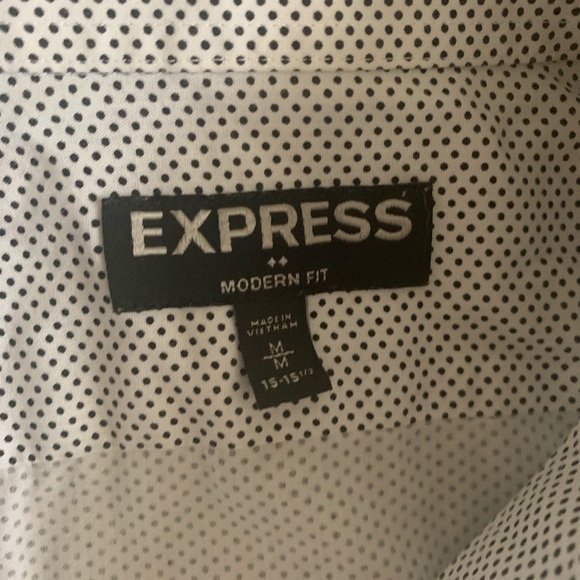 EXPRESS
MODERN FIT
MADE IN
VIETNAM
M
M
15-15 1/2